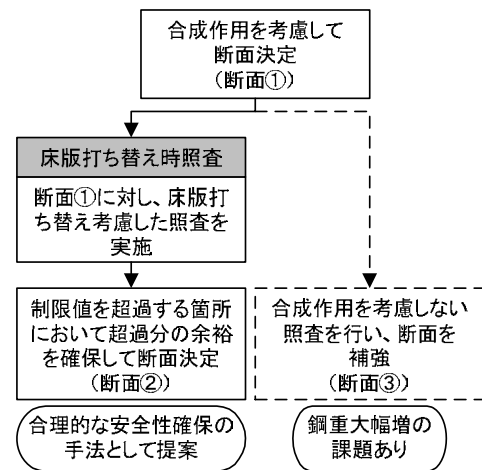 合成作用を考慮して
断面決定
(断面①)
床版打ち替え時照査
断面①に対し、床版打
ち替え考慮した照査を
実施
制限値を超過する箇所
において超過分の余裕
を確保して断面決定
(断面②)
合成作用を考慮しない
照査を行い、断面を
補強
(断面③)
合理的な安全性確保の
手法として提案
鋼重大幅増の
課題あり